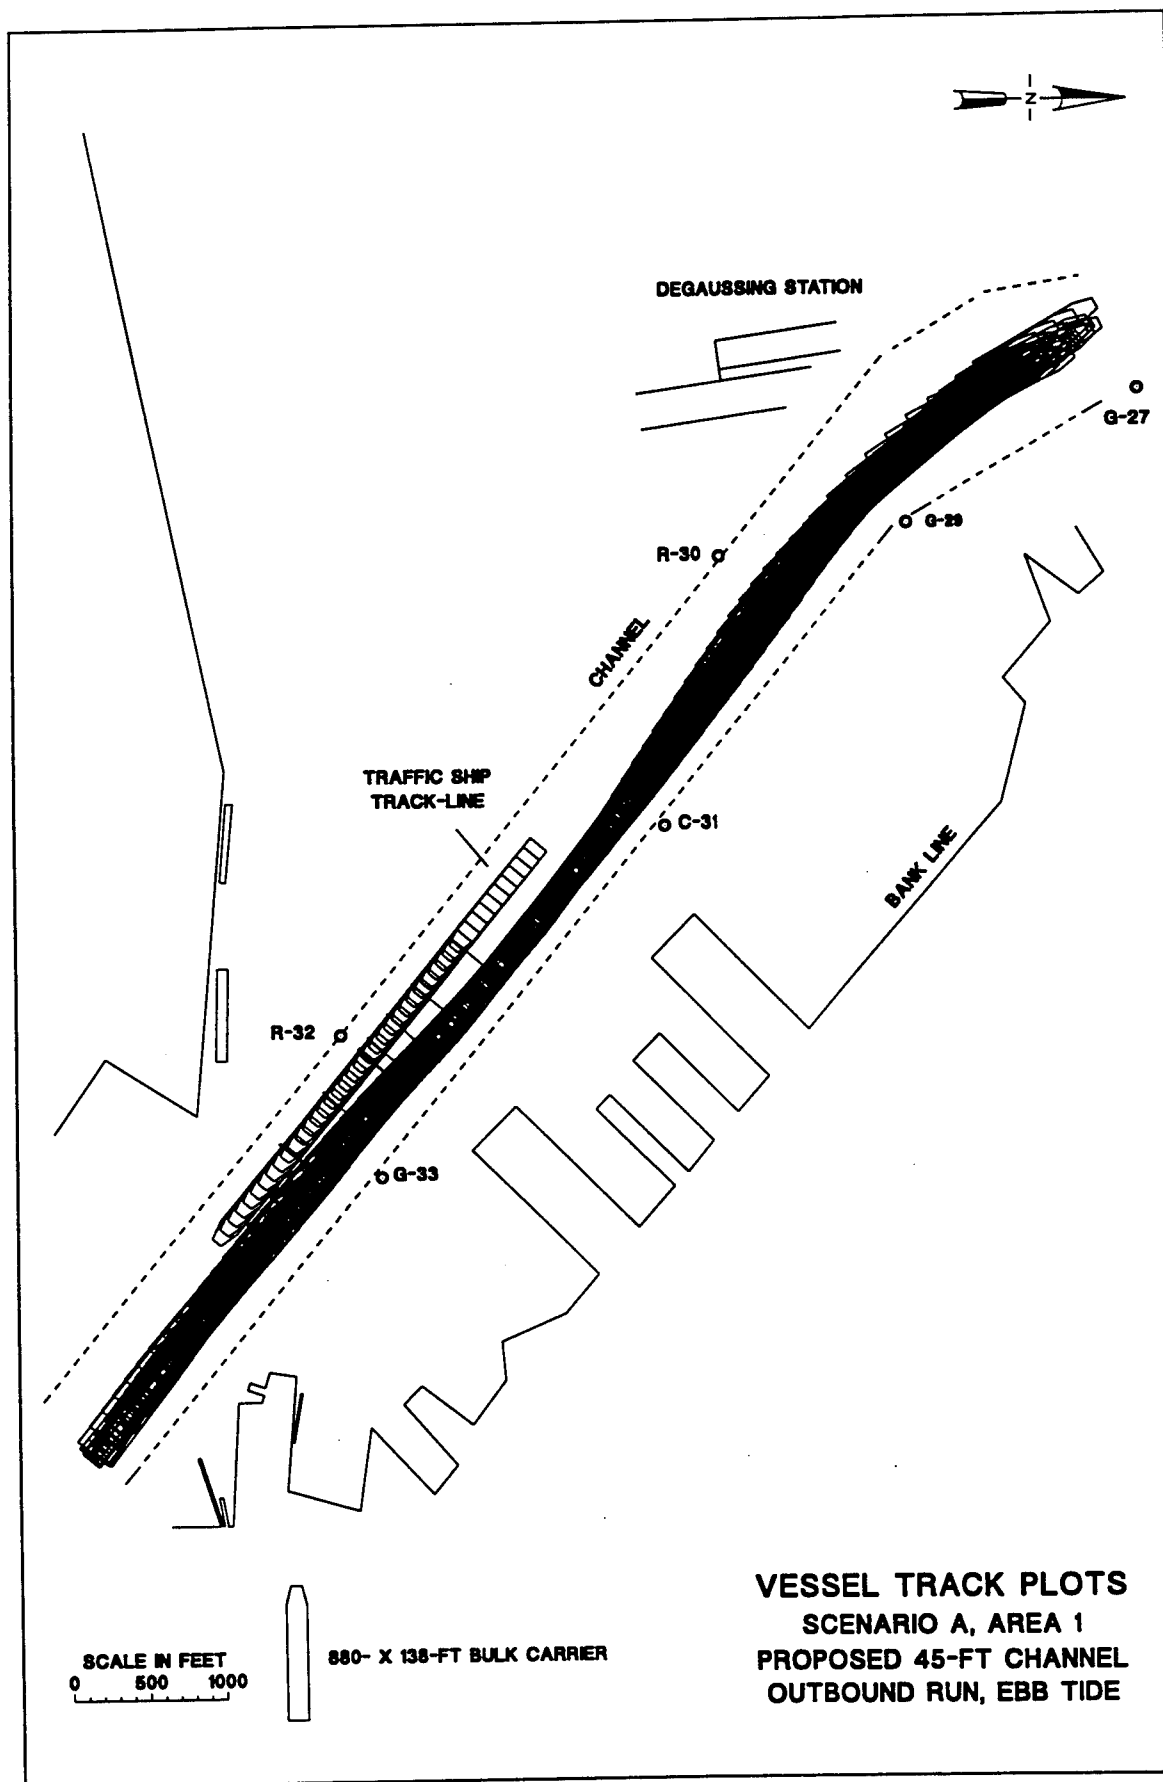 N
DEGAUSSING STATION
G-27
G-29
R-30
CHANNEL
TRAFFIC SHIP
TRACK-LINE
C-31
BANK LINE
R-32
G-33
VESSEL TRACK PLOTS
SCENARIO A, AREA 1
PROPOSED 45-FT CHANNEL
OUTBOUND RUN, EBB TIDE
880- X 138-FT BULK CARRIER
SCALE IN FEET
0 500 1000